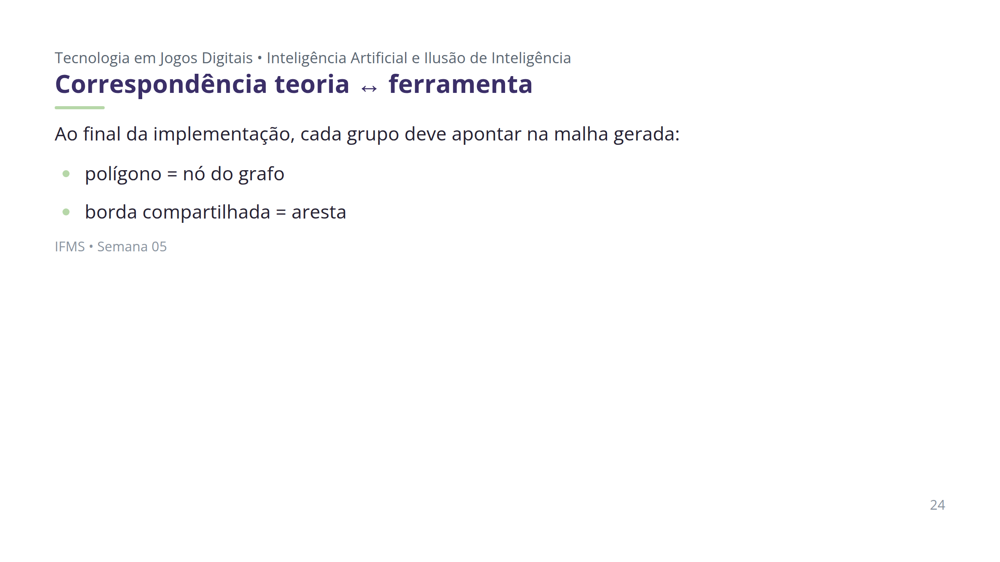 Tecnologia em Jogos Digitais • Inteligência Artificial e Ilusão de Inteligência
Correspondência teoria ↔ ferramenta
Ao final da implementação, cada grupo deve apontar na malha gerada:
• polígono = nó do grafo
• borda compartilhada = aresta
IFMS • Semana 05
24